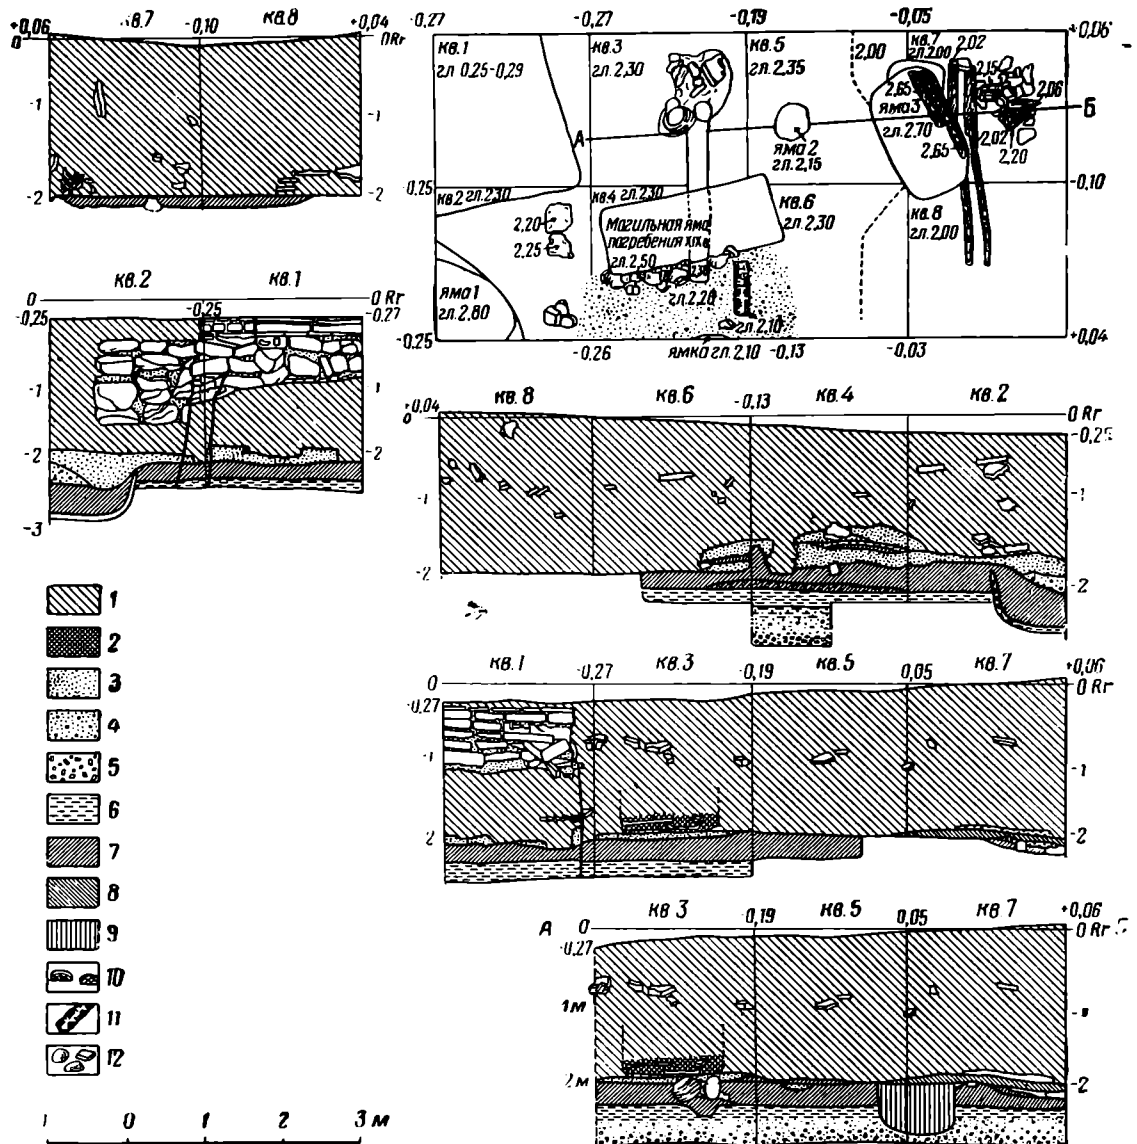 +0,06 кв.7 -0,10 кв.8 +0,04
0 0 Rr
-1 -1
-2 -2
кв.2 кв.1
0 0 Rr
-0,25 -0,25 -0,27
-1 -1
-2 -2
-3
-0,27 -0,27 -0,19 -0,05 +0,06
кв.1
гл 0,25-0,29
кв.3
гл.2,30
кв.5
гл.2,35
2,00
кв.7
гл.2,00
2,02
2,15
2,06
2,65
яма 3
гл.2,70
2,65
2,02
2,20
А
Б
яма 2
гл.2,15
-0,25
-0,10
кв.2 гл.2,30
кв4 гл.2,30
кв.6
гл.2,30
кв.8
гл.2,00
2,20
2,25
Могильная яма
погребения XIX в
гл.2,50
яма 1
гл.2,80
гл.2,20
гл.2,10
-0,25 -0,26 ямка гл.2,10 -0,13 -0,03 +0,04
+0,04 кв.8 кв.6 -0,13 кв.4 кв.2
0 0 Rr
-0,25
-1 -1
-2 -2
кв.1 -0,27 кв.3 -0,19 кв.5 0,05 кв.7 +0,06
0 0 Rr
-0,27
-1 -1
2 -2
А кв 3 -0,19 кв.5 0,05 кв.7 +0,06
0 0 Rr
-0,27
1 м
2 м -2
1
2
3
4
5
6
7
8
9
10
11
12
1 0 1 2 3 м